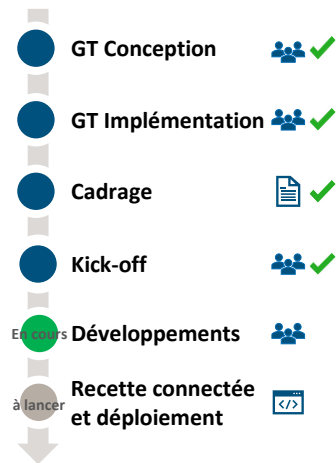 GT Conception
GT Implémentation
Cadrage
Kick-off
En cours Développements
à lancer Recette connectée
et déploiement